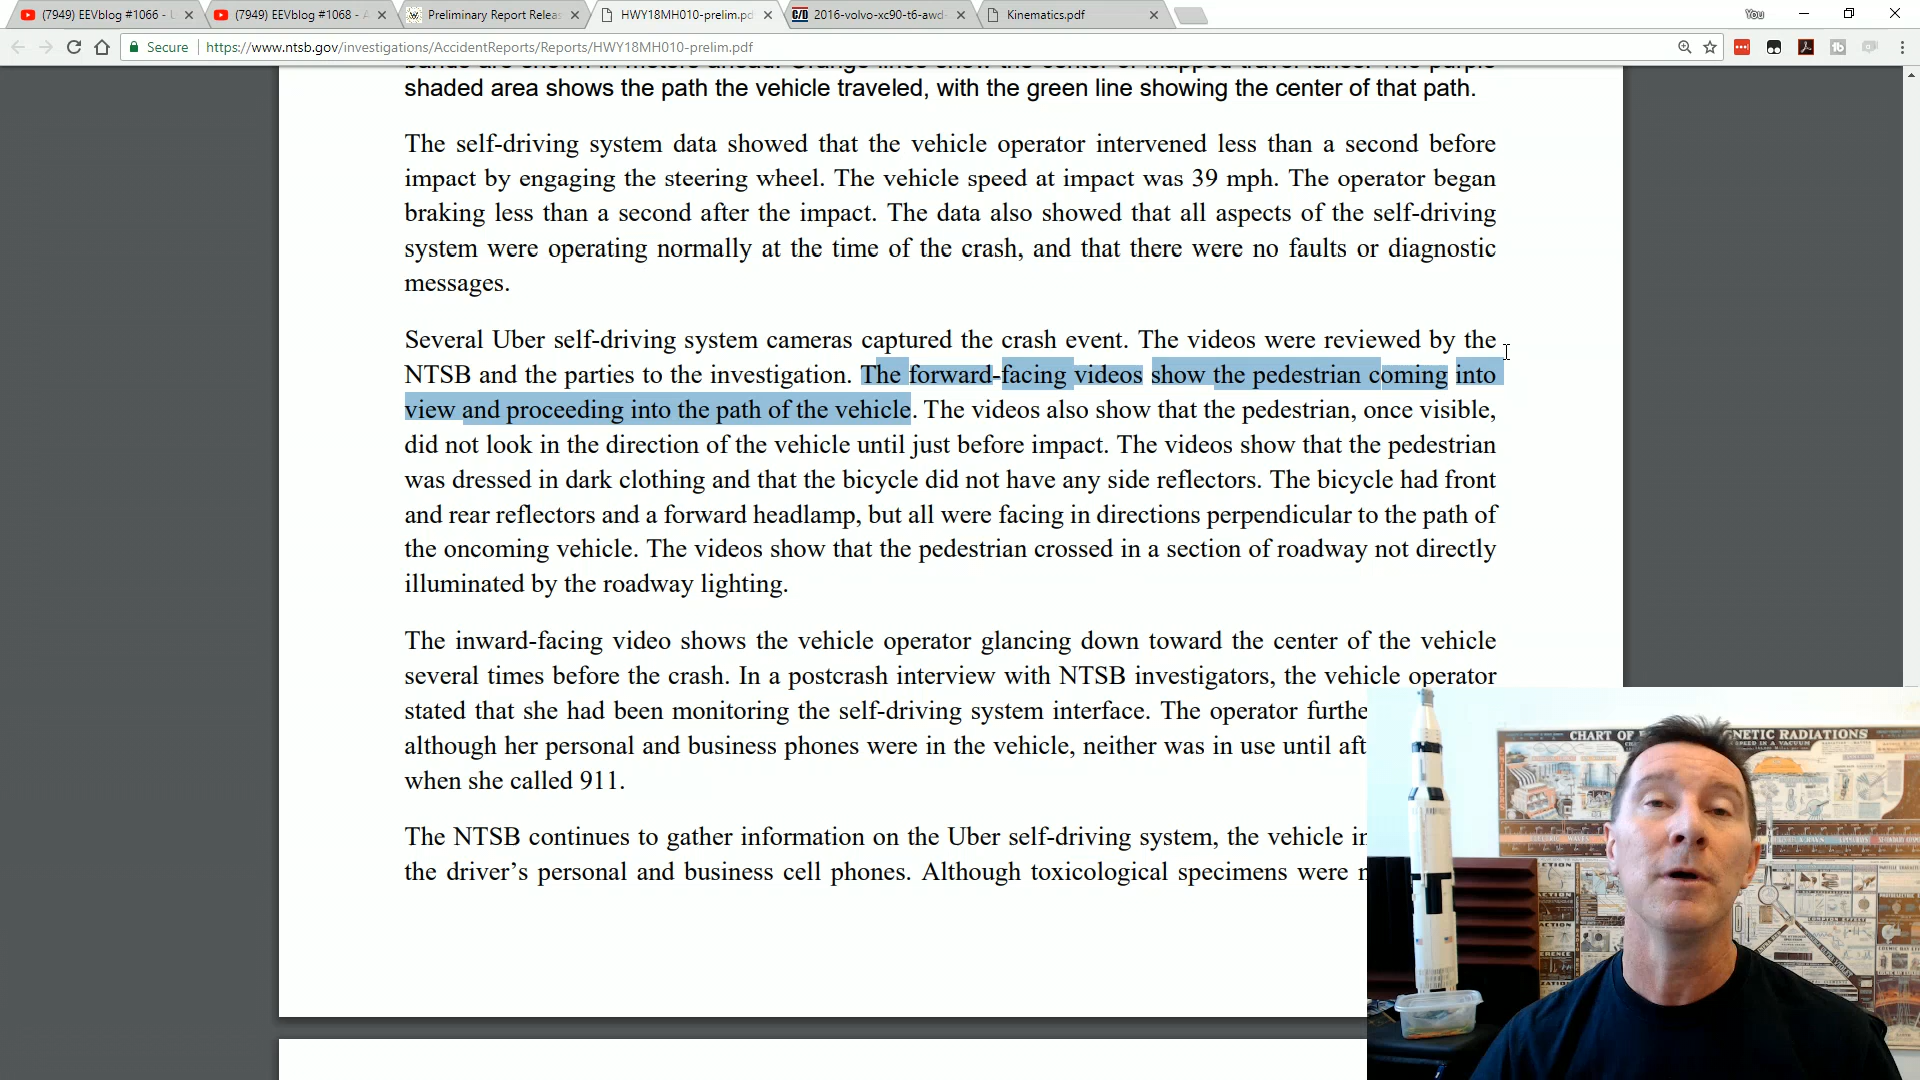 (7949) EEVblog #1066 - L
(7949) EEVblog #1068 - A
Preliminary Report Releas
HWY18MH010-prelim.pd
C/D 2016-volvo-xc90-t6-awd-
Kinematics.pdf
You
Secure https://www.ntsb.gov/investigations/AccidentReports/Reports/HWY18MH010-prelim.pdf
shaded area shows the path the vehicle traveled, with the green line showing the center of that path.
The self-driving system data showed that the vehicle operator intervened less than a second before
impact by engaging the steering wheel. The vehicle speed at impact was 39 mph. The operator began
braking less than a second after the impact. The data also showed that all aspects of the self-driving
system were operating normally at the time of the crash, and that there were no faults or diagnostic
messages.
Several Uber self-driving system cameras captured the crash event. The videos were reviewed by the
NTSB and the parties to the investigation. The forward-facing videos show the pedestrian coming into
view and proceeding into the path of the vehicle. The videos also show that the pedestrian, once visible,
did not look in the direction of the vehicle until just before impact. The videos show that the pedestrian
was dressed in dark clothing and that the bicycle did not have any side reflectors. The bicycle had front
and rear reflectors and a forward headlamp, but all were facing in directions perpendicular to the path of
the oncoming vehicle. The videos show that the pedestrian crossed in a section of roadway not directly
illuminated by the roadway lighting.
The inward-facing video shows the vehicle operator glancing down toward the center of the vehicle
several times before the crash. In a postcrash interview with NTSB investigators, the vehicle operator
stated that she had been monitoring the self-driving system interface. The operator furthe
although her personal and business phones were in the vehicle, neither was in use until aft
when she called 911.
The NTSB continues to gather information on the Uber self-driving system, the vehicle in
the driver's personal and business cell phones. Although toxicological specimens were
CHART OF
NETIC RADIATIONS